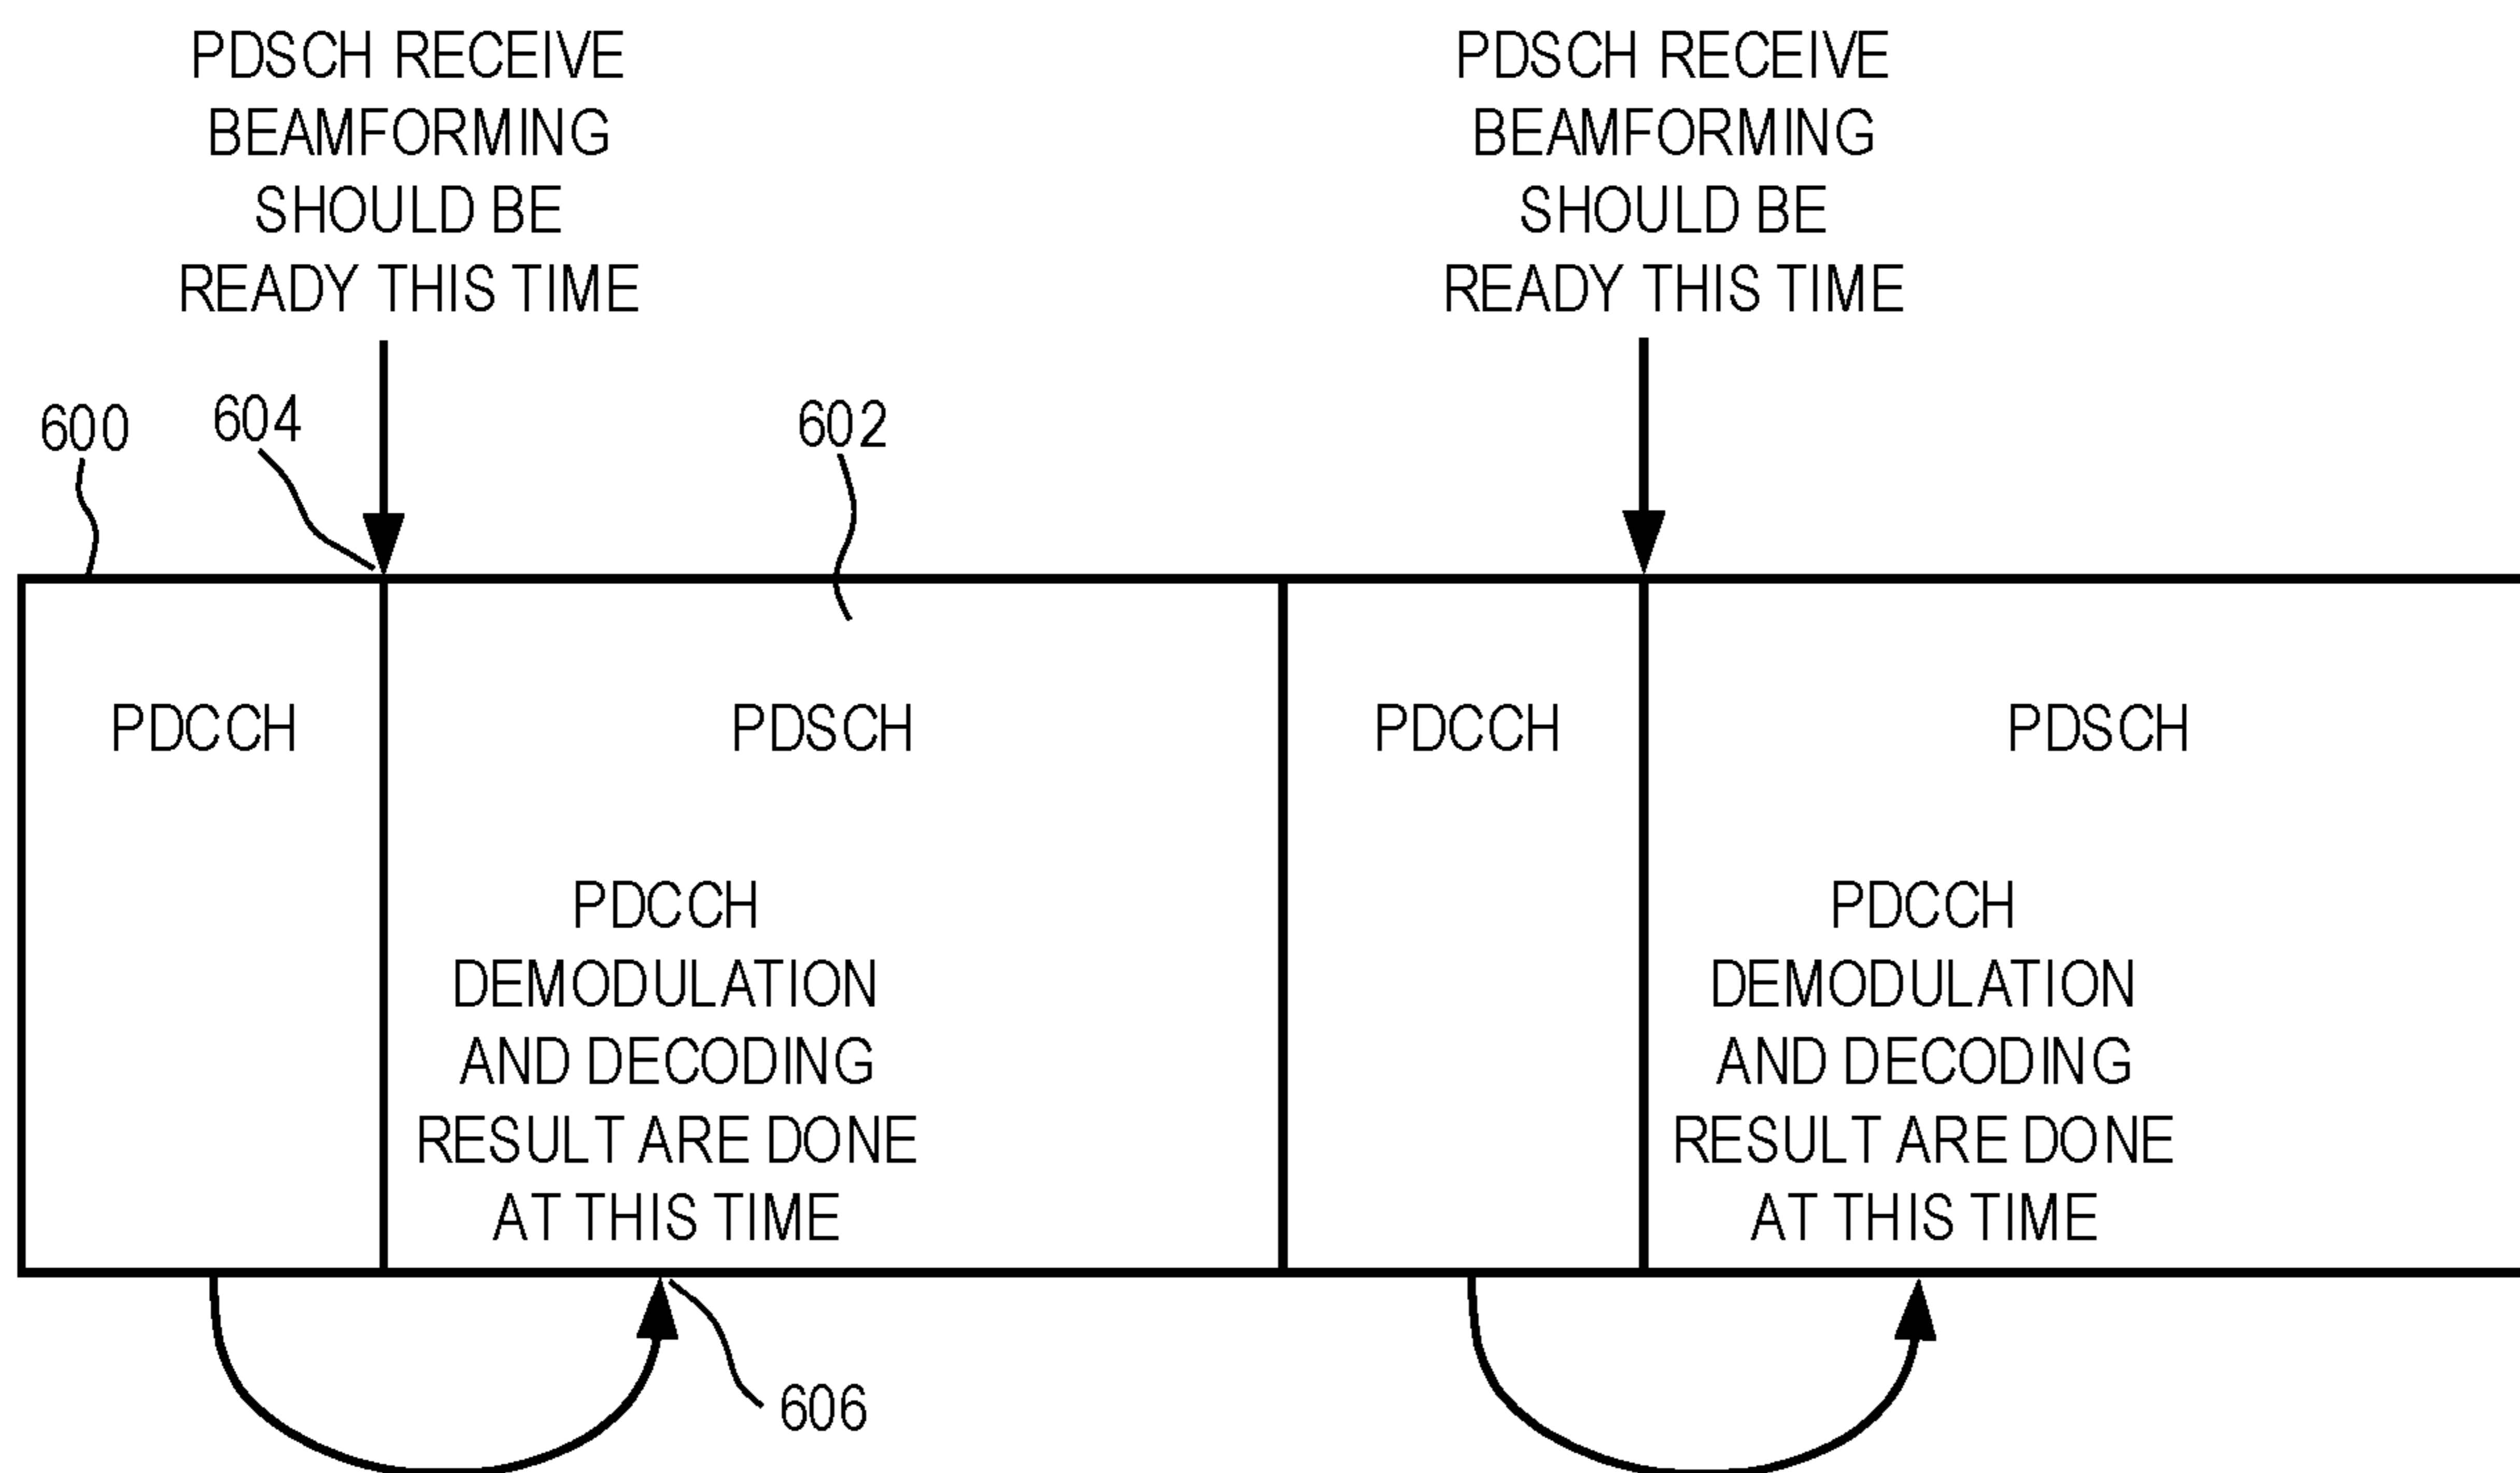 PDSCH RECEIVE
BEAMFORMING
SHOULD BE
READY THIS TIME
PDSCH RECEIVE
BEAMFORMING
SHOULD BE
READY THIS TIME
600
604
602
PDCCH
PDSCH
PDCCH
PDSCH
PDCCH
DEMODULATION
AND DECODING
RESULT ARE DONE
AT THIS TIME
PDCCH
DEMODULATION
AND DECODING
RESULT ARE DONE
AT THIS TIME
606